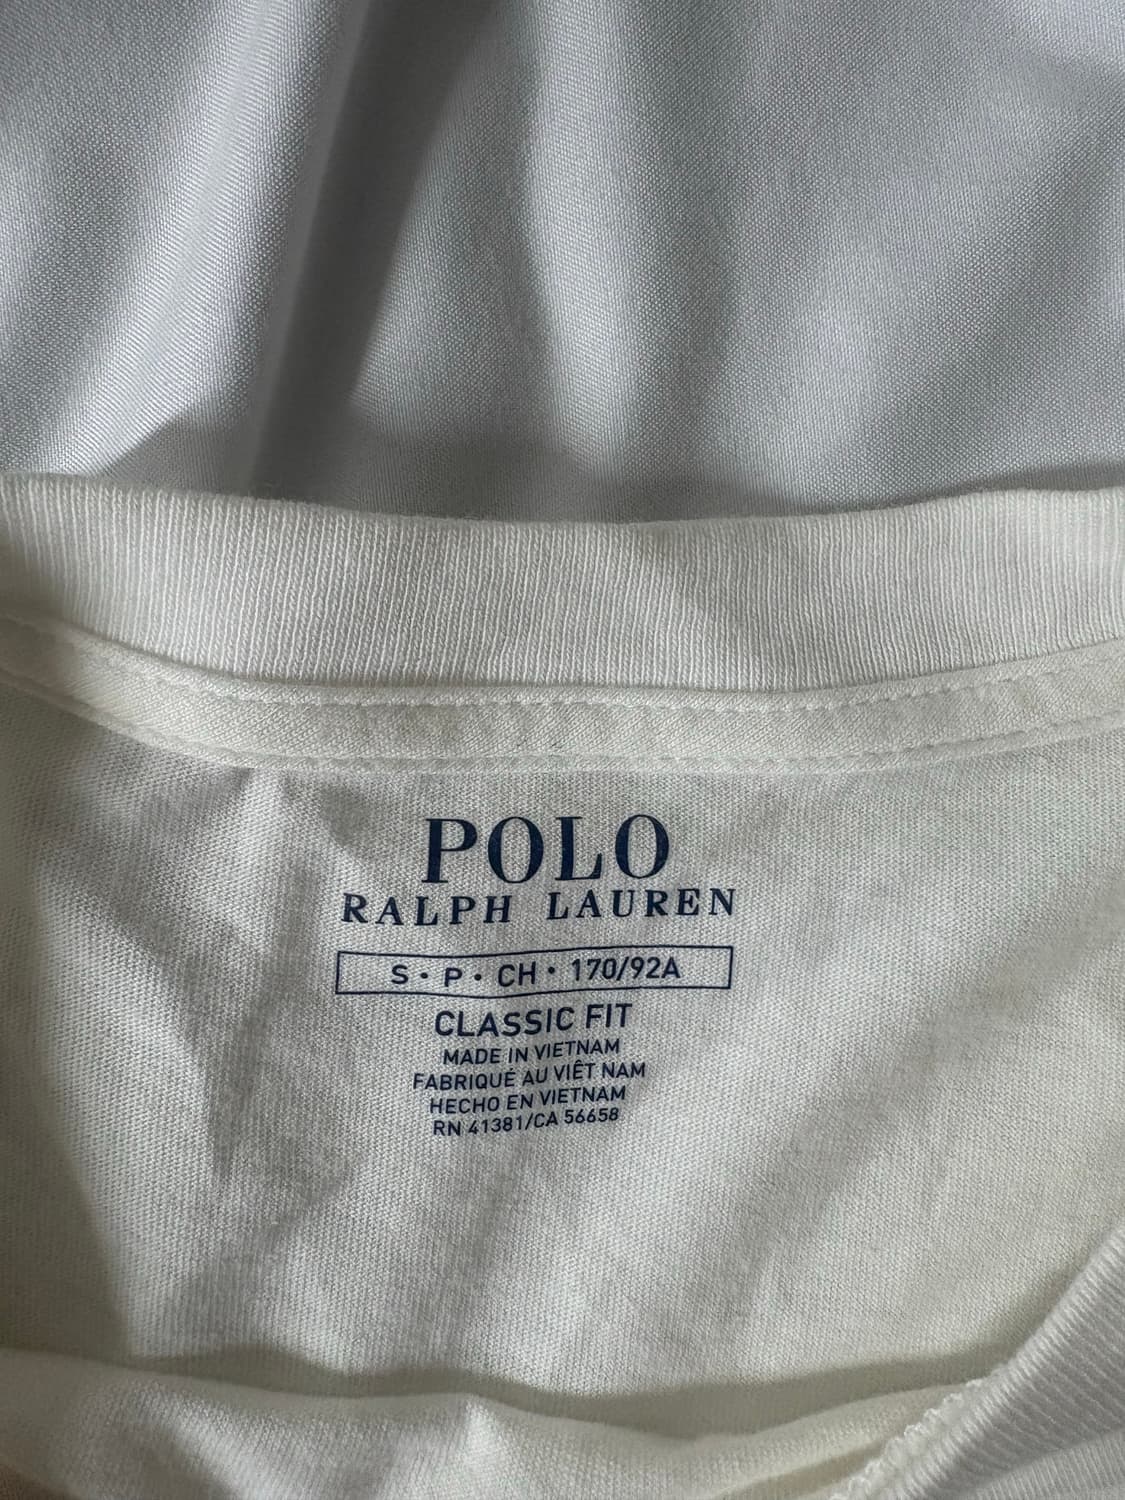 POLO
RALPH LAUREN
S · P · CH · 170/92A
CLASSIC FIT
MADE IN VIETNAM
FABRIQUÉ AU VIÊT NAM
HECHO EN VIETNAM
RN 41381/CA 56658